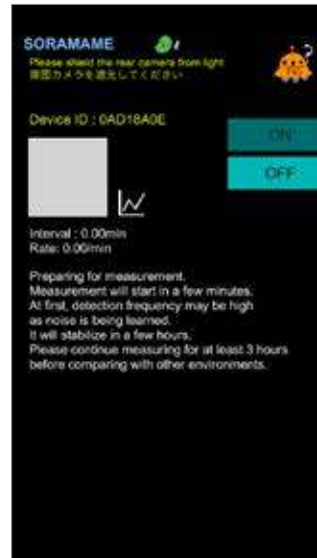 SORAMAME
Please shield the rear camera from light
背面カメラを遮光してください
Device ID : 0AD18A0E
ON
OFF
Interval : 0.00min
Rate: 0.00/min
Preparing for measurement.
Measurement will start in a few minutes.
At first, detection frequency may be high
as noise is being learned.
It will stabilize in a few hours.
Please continue measuring for at least 3 hours
before comparing with other environments.